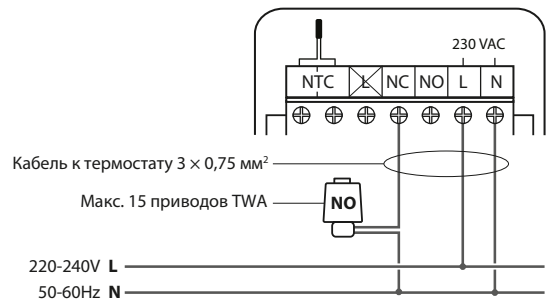 230 VAC
NTC L NC NO L N
Кабель к термостату 3 × 0,75 мм²
Макс. 15 приводов TWA
NO
220-240V L
50-60Hz N